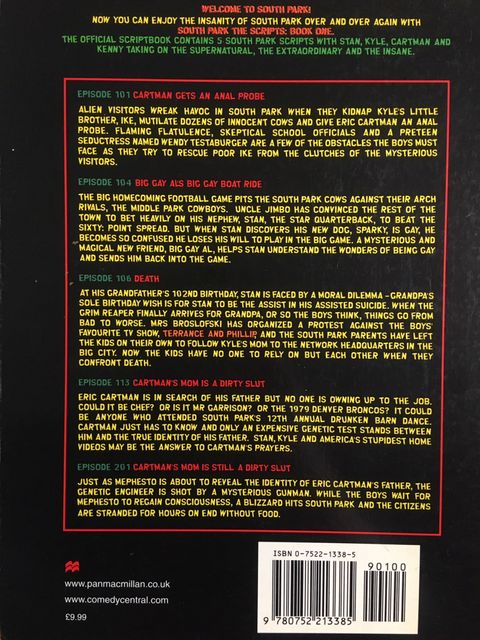 WELCOME TO SOUTH PARK!
NOW YOU CAN ENJOY THE INSANITY OF SOUTH PARK OVER AND OVER AGAIN WITH
SOUTH PARK THE SCRIPTS: BOOK ONE.
THE OFFICIAL SCRIPTBOOK CONTAINS 5 SOUTH PARK SCRIPTS WITH STAN, KYLE, CARTMAN AND
KENNY TAKING ON THE SUPERNATURAL, THE EXTRAORDINARY AND THE INSANE.
EPISODE 101 CARTMAN GETS AN ANAL PROBE
ALIEN VISITORS WREAK HAVOC IN SOUTH PARK WHEN THEY KIDNAP KYLE'S LITTLE
BROTHER, IKE, MUTILATE DOZENS OF INNOCENT COWS AND GIVE ERIC CARTMAN AN ANAL
PROBE. FLAMING FLATULENCE, SKEPTICAL SCHOOL OFFICIALS AND A PRETEEN
SEDUCTRESS NAMED WENDY TESTABURGER ARE A FEW OF THE OBSTACLES THE BOYS MUST
FACE AS THEY TRY TO RESCUE POOR IKE FROM THE CLUTCHES OF THE MYSTERIOUS
VISITORS.
EPISODE 104 BIG GAY ALS BIG GAY BOAT RIDE
THE BIG HOMECOMING FOOTBALL GAME PITS THE SOUTH PARK COWS AGAINST THEIR ARCH
RIVALS, THE MIDDLE PARK COWBOYS. UNCLE JIMBO HAS CONVINCED THE REST OF THE
TOWN TO BET HEAVILY ON HIS NEPHEW, STAN, THE STAR QUARTERBACK, TO BEAT THE
SIXTY: POINT SPREAD. BUT WHEN STAN DISCOVERS HIS NEW DOG, SPARKY, IS GAY, HE
BECOMES SO CONFUSED HE LOSES HIS WILL TO PLAY IN THE BIG GAME. A MYSTERIOUS AND
MAGICAL NEW FRIEND, BIG GAY AL, HELPS STAN UNDERSTAND THE WONDERS OF BEING GAY
AND SENDS HIM BACK INTO THE GAME.
EPISODE 106 DEATH
AT HIS GRANDFATHER'S 102ND BIRTHDAY, STAN IS FACED BY A MORAL DILEMMA -GRANDPA'S
SOLE BIRTHDAY WISH IS FOR STAN TO BE THE ASSIST IN HIS ASSISTED SUICIDE. WHEN THE
GRIM REAPER FINALLY ARRIVES FOR GRANDPA, OR SO THE BOYS THINK, THINGS GO FROM
BAD TO WORSE. MRS BROSLOFSKI HAS ORGANIZED A PROTEST AGAINST THE BOYS'
FAVOURITE TV SHOW, TERRANCE AND PHILLIP, AND THE SOUTH PARK PARENTS HAVE LEFT
THE KIDS ON THEIR OWN TO FOLLOW KYLES MOM TO THE NETWORK HEADQUARTERS IN THE
BIG CITY. NOW THE KIDS HAVE NO ONE TO RELY ON BUT EACH OTHER WHEN THEY
CONFRONT DEATH.
EPISODE 113 CARTMAN'S MOM IS A DIRTY SLUT
ERIC CARTMAN IS IN SEARCH OF HIS FATHER BUT NO ONE IS OWNING UP TO THE JOB.
COULD IT BE CHEF? OR IS IT MR GARRISON? OR THE 1979 DENVER BRONCOS? IT COULD
BE ANYONE WHO ATTENDED SOUTH PARK'S 12TH ANNUAL DRUNKEN BARN DANCE.
CARTMAN JUST HAS TO KNOW AND ONLY AN EXPENSIVE GENETIC TEST STANDS BETWEEN
HIM AND THE TRUE IDENTITY OF HIS FATHER. STAN, KYLE AND AMERICA'S STUPIDEST HOME
VIDEOS MAY BE THE ANSWER TO CARTMAN'S PRAYERS.
EPISODE 201 CARTMAN'S MOM IS STILL A DIRTY SLUT
JUST AS MEPHESTO IS ABOUT TO REVEAL THE IDENTITY OF ERIC CARTMAN'S FATHER, THE
GENETIC ENGINEER IS SHOT BY A MYSTERIOUS GUNMAN. WHILE THE BOYS WAIT FOR
MEPHESTO TO REGAIN CONSCIOUSNESS, A BLIZZARD HITS SOUTH PARK AND THE CITIZENS
ARE STRANDED FOR HOURS ON END WITHOUT FOOD.
www.panmacmillan.co.uk
www.comedycentral.com
£9.99
ISBN 0-7522-1338-5
90100
9 780752 213385